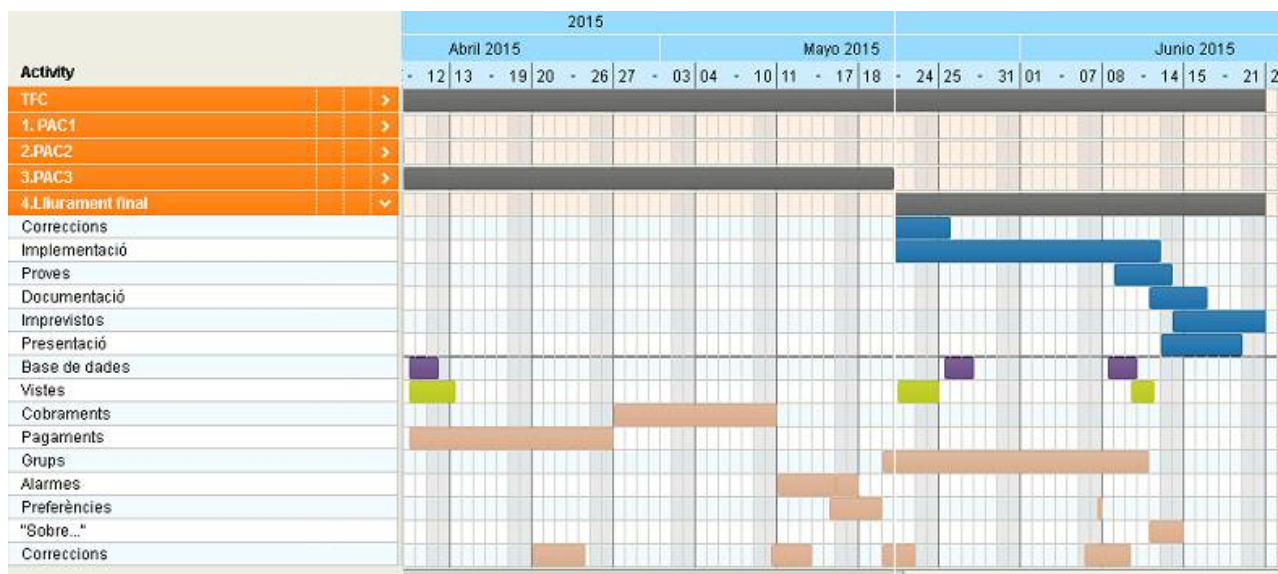 2015
Abril 2015 Mayo 2015 Junio 2015
Activity - 12 13 - 19 20 - 26 27 - 03 04 - 10 11 - 17 18 - 24 25 - 31 01 - 07 08 - 14 15 - 21 2
TFC
1. PAC1
2.PAC2
3.PAC3
4.Lliurament final
Correccions
Implementació
Proves
Documentació
Imprevistos
Presentació
Base de dades
Vistes
Cobraments
Pagaments
Grups
Alarmes
Preferències
"Sobre..."
Correccions